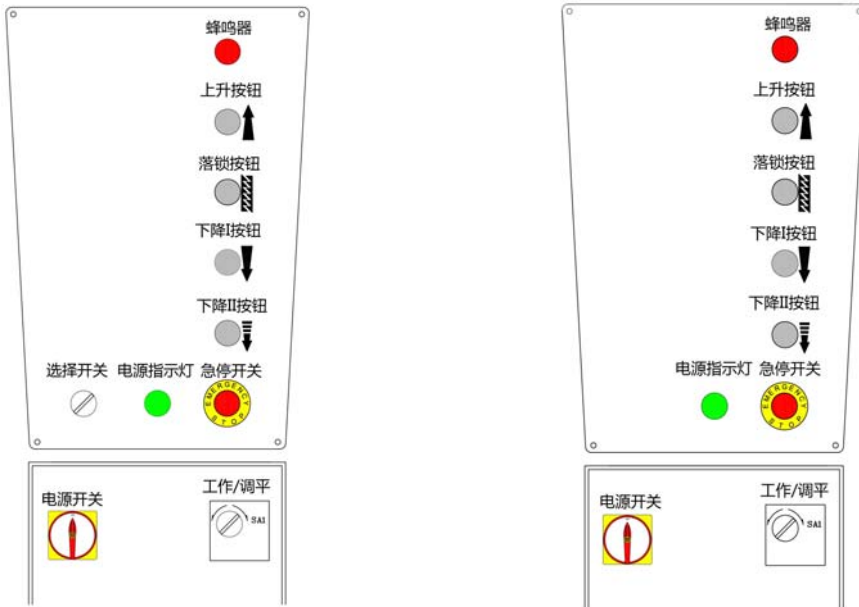 蜂鸣器
上升按钮
落锁按钮
下降I按钮
下降II按钮
选择开关 电源指示灯 急停开关
EMERGENCY
STOP
电源开关
工作/调平
SA1
蜂鸣器
上升按钮
落锁按钮
下降I按钮
下降II按钮
电源指示灯 急停开关
EMERGENCY
STOP
电源开关
工作/调平
SA1